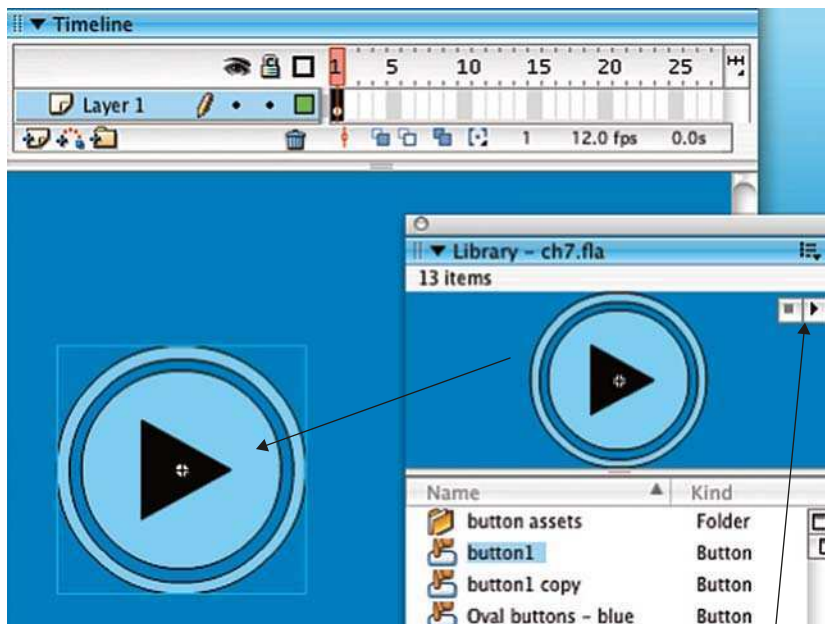 Timeline
1 5 10 15 20 25
Layer 1
1 12.0 fps 0.0s
Library – ch7.fla
13 items
Name Kind
button assets Folder
button1 Button
button1 copy Button
Oval buttons – blue Button